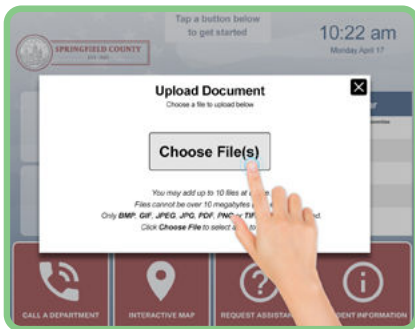 Tap a button below
to get started
10:22 am
Monday April 17
SPRINGFIELD COUNTY
Upload Document
Choose a file to upload below
Choose File(s)
You may add up to 10 files at
Files cannot be over 10 megabytes
Only BMP, GIF, JPEG, JPG, PDF, PNG or TIF
Click Choose File to select a
CALL A DEPARTMENT
INTERACTIVE MAP
REQUEST
INFORMATION